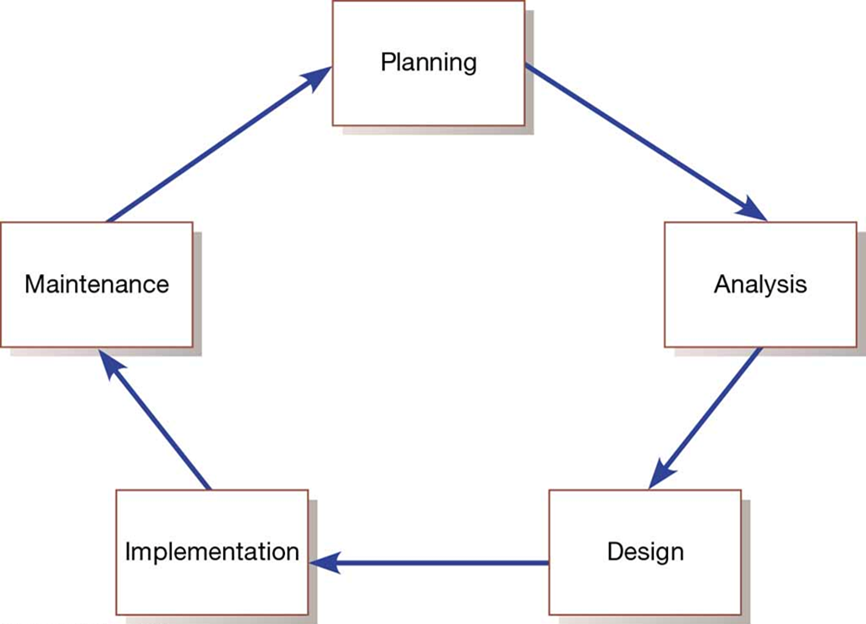 Planning
Analysis
Design
Implementation
Maintenance